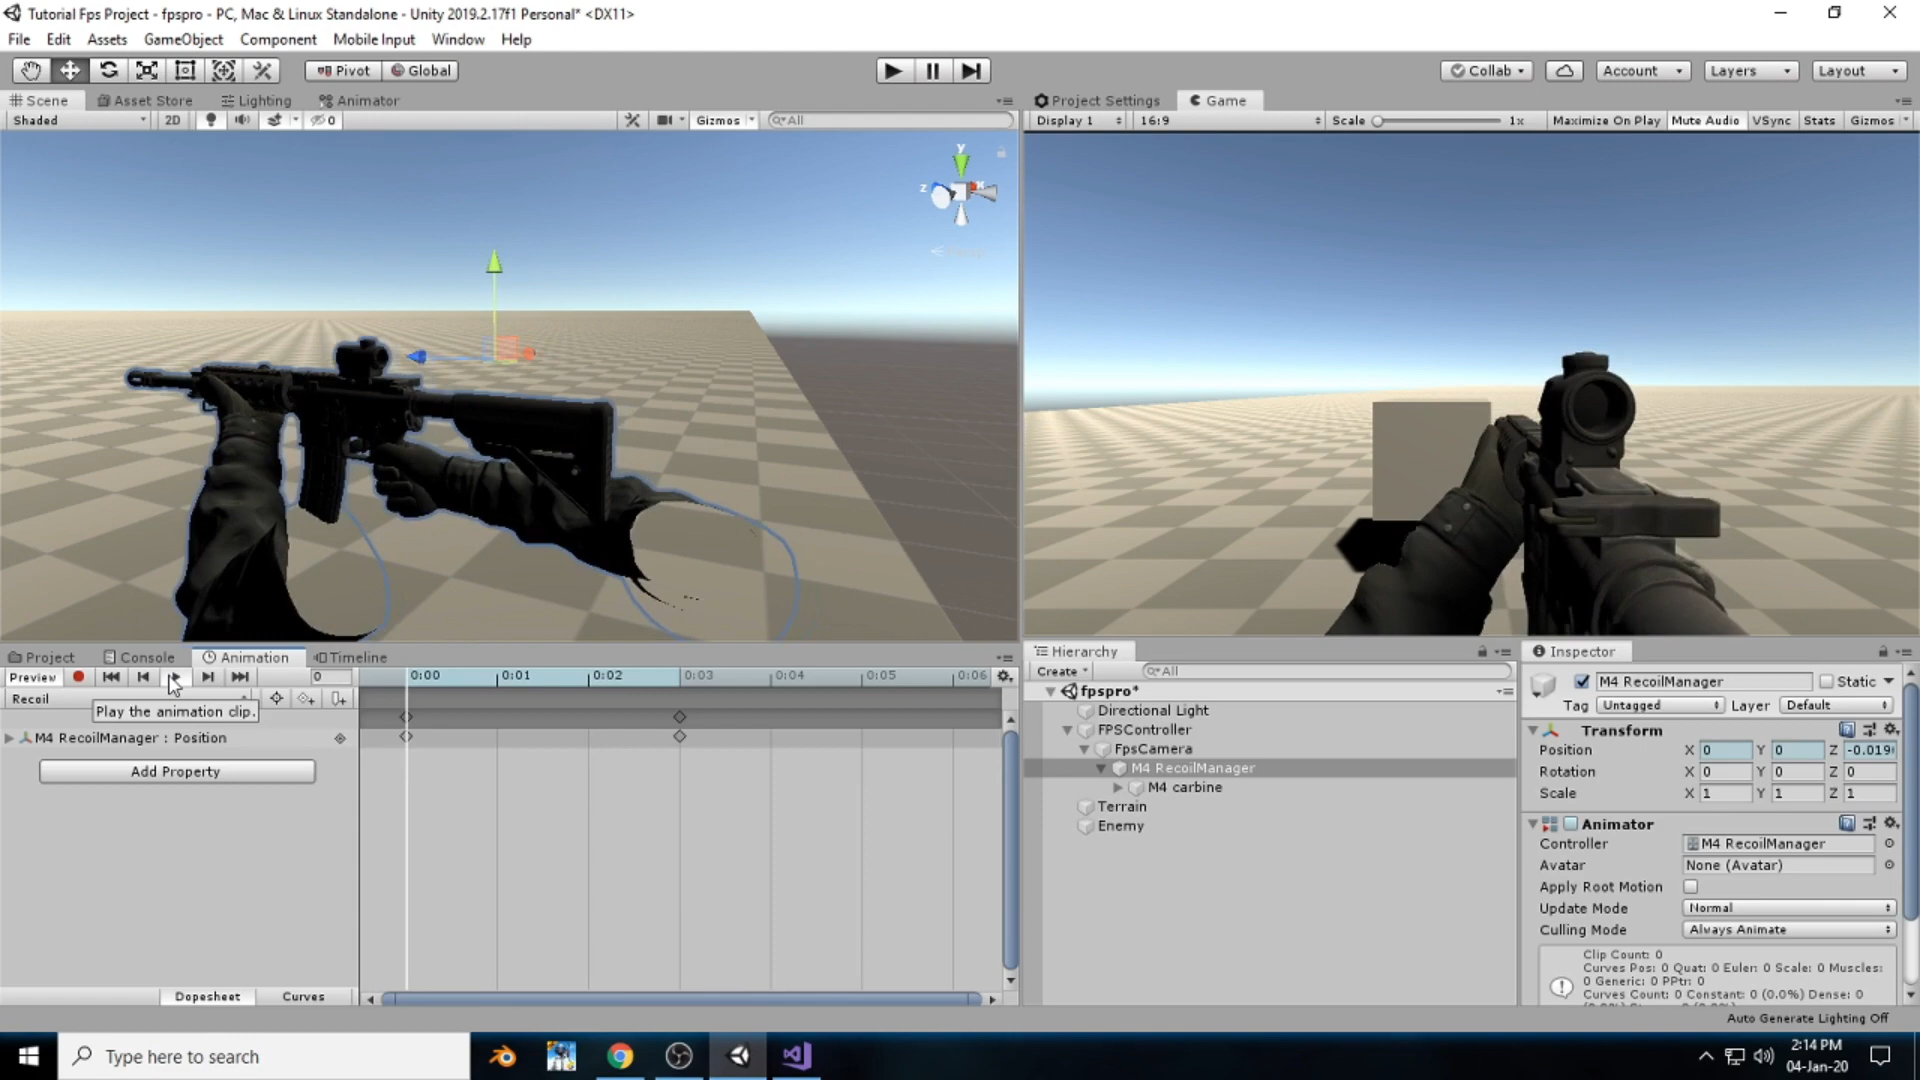 Tutorial Fps Project - fpspro - PC, Mac & Linux Standalone - Unity 2019.2.17f1 Personal* <DX11>
File Edit Assets GameObject Component Mobile Input Window Help
Pivot Global Collab Account Layers Layout
Scene Asset Store Lighting Animator
Shaded 2D 0 Gizmos All
y
z x
Project Settings Game
Display 1 16:9 Scale 1x Maximize On Play Mute Audio VSync Stats Gizmos
Project Console Animation Timeline
Preview 0 0:00 0:01 0:02 0:03 0:04 0:05 0:06
Recoil
Play the animation clip.
M4 RecoilManager : Position
Add Property
Dopesheet Curves
Hierarchy
Create All
fpspro*
Directional Light
FPSController
FpsCamera
M4 RecoilManager
M4 carbine
Terrain
Enemy
Inspector
M4 RecoilManager Static
Tag Untagged Layer Default
Transform
Position X 0 Y 0 Z -0.019
Rotation X 0 Y 0 Z 0
Scale X 1 Y 1 Z 1
Animator
Controller M4 RecoilManager
Avatar None (Avatar)
Apply Root Motion
Update Mode Normal
Culling Mode Always Animate
Clip Count: 0
Curves Pos: 0 Quat: 0 Euler: 0 Scale: 0 Muscles:
0 Generic: 0 PPtr: 0
Curves Count: 0 Constant: 0 (0.0%) Dense: 0
Auto Generate Lighting Off
Type here to search
2:14 PM
04-Jan-20